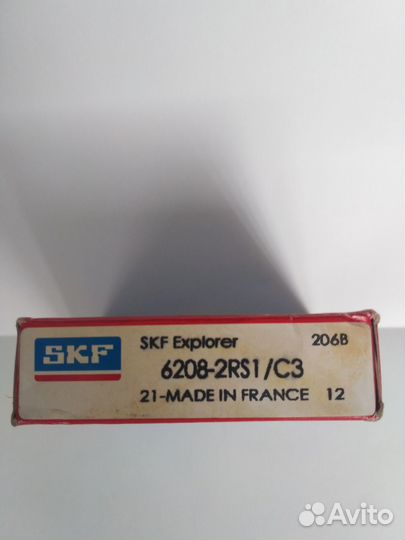 SKF
SKF Explorer 206B
6208-2RS1/C3
21-MADE IN FRANCE 12
Avito